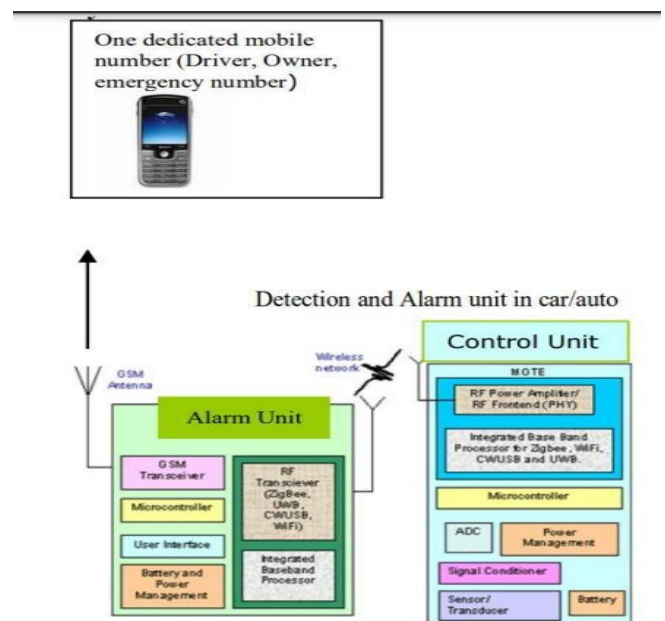 One dedicated mobile
number (Driver, Owner,
emergency number)
Detection and Alarm unit in car/auto
Control Unit
Wireless
network
GSM
Antenna
Alarm Unit
GSM
Transceiver
Microcontroller
User Interface
Battery and
Power
Management
RF
Transciever
(ZigBee,
UWB,
CWUSB,
WiFi)
Integrated
Baseband
Processor
MOTE
RF Power Amplifier/
RF Frontend (PHY)
Integrated Base Band
Processor for Zigbee, WiFi,
CWUSB and UWB.
Microcontroller
ADC
Power
Management
Signal Conditioner
Sensor/
Transducer
Battery